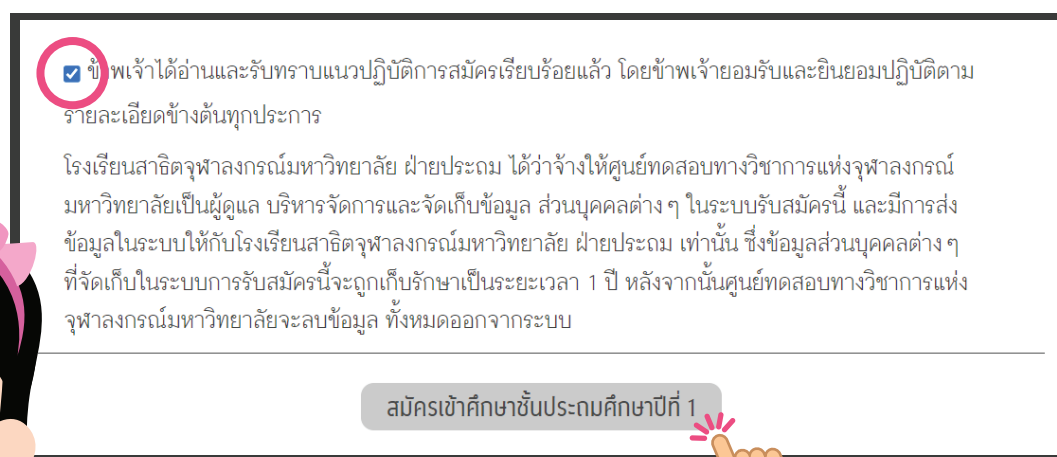 ข้าพเจ้าได้อ่านและรับทราบแนวปฏิบัติการสมัครเรียบร้อยแล้ว โดยข้าพเจ้ายอมรับและยินยอมปฏิบัติตาม
รายละเอียดข้างต้นทุกประการ
โรงเรียนสาธิตจุฬาลงกรณ์มหาวิทยาลัย ฝ่ายประถม ได้ว่าจ้างให้ศูนย์ทดสอบทางวิชาการแห่งจุฬาลงกรณ์
มหาวิทยาลัยเป็นผู้ดูแล บริหารจัดการและจัดเก็บข้อมูล ส่วนบุคคลต่าง ๆ ในระบบรับสมัครนี้ และมีการส่ง
ข้อมูลในระบบให้กับโรงเรียนสาธิตจุฬาลงกรณ์มหาวิทยาลัย ฝ่ายประถม เท่านั้น ซึ่งข้อมูลส่วนบุคคลต่าง ๆ
ที่จัดเก็บในระบบการรับสมัครนี้จะถูกเก็บรักษาเป็นระยะเวลา 1 ปี หลังจากนั้นศูนย์ทดสอบทางวิชาการแห่ง
จุฬาลงกรณ์มหาวิทยาลัยจะลบข้อมูล ทั้งหมดออกจากระบบ
สมัครเข้าศึกษาชั้นประถมศึกษาปีที่ 1